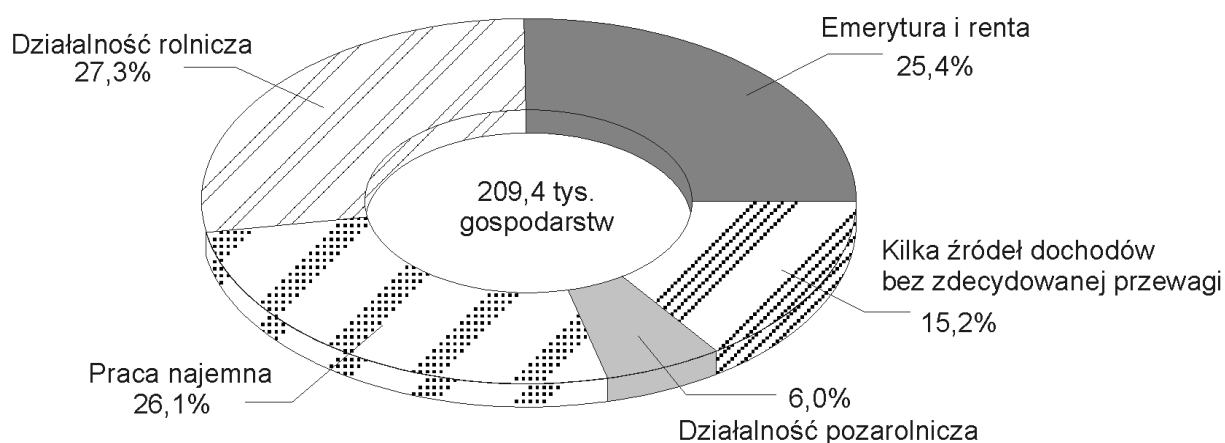 Działalność rolnicza
27,3%
Emerytura i renta
25,4%
209,4 tys.
gospodarstw
Kilka źródeł dochodów
bez zdecydowanej przewagi
15,2%
Praca najemna
26,1%
6,0%
Działalność pozarolnicza